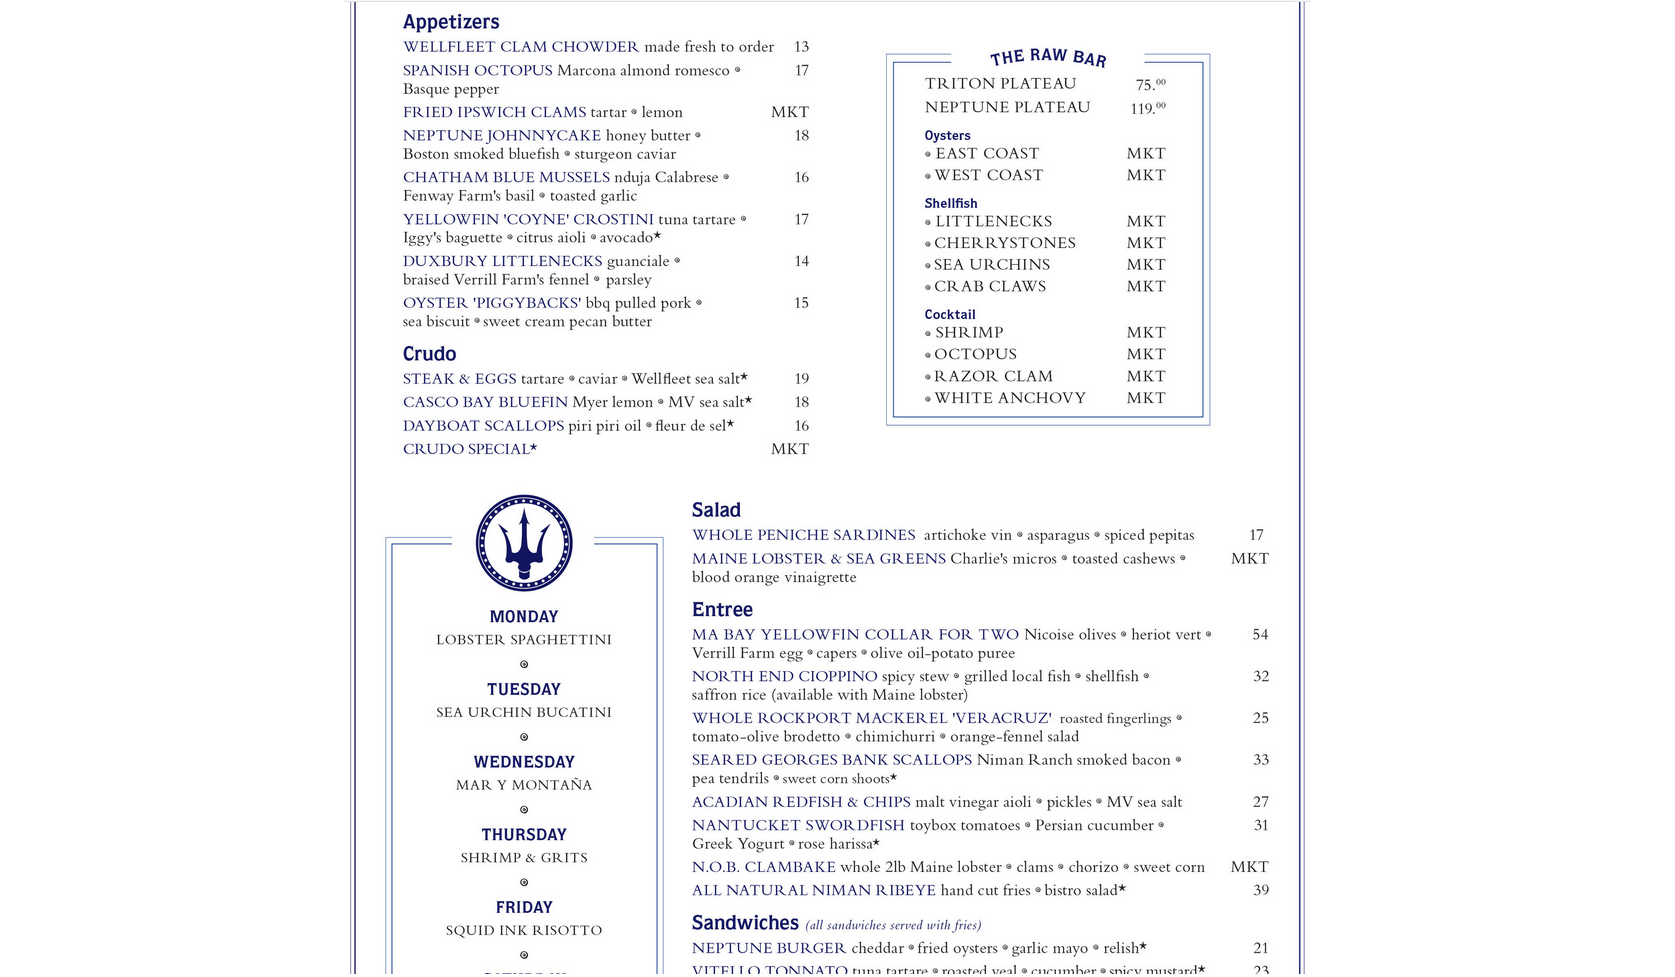 Appetizers
WELLFLEET CLAM CHOWDER made fresh to order 13
SPANISH OCTOPUS Marcona almond romesco • 17
Basque pepper
FRIED IPSWICH CLAMS tartar • lemon MKT
NEPTUNE JOHNNYCAKE honey butter • 18
Boston smoked bluefish • sturgeon caviar
CHATHAM BLUE MUSSELS nduja Calabrese • 16
Fenway Farm's basil • toasted garlic
YELLOWFIN 'COYNE' CROSTINI tuna tartare • 17
Iggy's baguette • citrus aioli • avocado★
DUXBURY LITTLENECKS guanciale • 14
braised Verrill Farm's fennel • parsley
OYSTER 'PIGGYBACKS' bbq pulled pork • 15
sea biscuit • sweet cream pecan butter
Crudo
STEAK & EGGS tartare • caviar • Wellfleet sea salt★ 19
CASCO BAY BLUEFIN Myer lemon • MV sea salt★ 18
DAYBOAT SCALLOPS piri piri oil • fleur de sel★ 16
CRUDO SPECIAL★ MKT
THE RAW BAR
TRITON PLATEAU 75.00
NEPTUNE PLATEAU 119.00
Oysters
• EAST COAST MKT
• WEST COAST MKT
Shellfish
• LITTLENECKS MKT
• CHERRYSTONES MKT
• SEA URCHINS MKT
• CRAB CLAWS MKT
Cocktail
• SHRIMP MKT
• OCTOPUS MKT
• RAZOR CLAM MKT
• WHITE ANCHOVY MKT
MONDAY
LOBSTER SPAGHETTINI
TUESDAY
SEA URCHIN BUCATINI
WEDNESDAY
MAR Y MONTAÑA
THURSDAY
SHRIMP & GRITS
FRIDAY
SQUID INK RISOTTO
Salad
WHOLE PENICHE SARDINES artichoke vin • asparagus • spiced pepitas 17
MAINE LOBSTER & SEA GREENS Charlie's micros • toasted cashews • MKT
blood orange vinaigrette
Entree
MA BAY YELLOWFIN COLLAR FOR TWO Nicoise olives • heriot vert • 54
Verrill Farm egg • capers • olive oil-potato puree
NORTH END CIOPPINO spicy stew • grilled local fish • shellfish • 32
saffron rice (available with Maine lobster)
WHOLE ROCKPORT MACKEREL 'VERACRUZ' roasted fingerlings • 25
tomato-olive brodetto • chimichurri • orange-fennel salad
SEARED GEORGES BANK SCALLOPS Niman Ranch smoked bacon • 33
pea tendrils • sweet corn shoots★
ACADIAN REDFISH & CHIPS malt vinegar aioli • pickles • MV sea salt 27
NANTUCKET SWORDFISH toybox tomatoes • Persian cucumber • 31
Greek Yogurt • rose harissa★
N.O.B. CLAMBAKE whole 2lb Maine lobster • clams • chorizo • sweet corn MKT
ALL NATURAL NIMAN RIBEYE hand cut fries • bistro salad★ 39
Sandwiches (all sandwiches served with fries)
NEPTUNE BURGER cheddar • fried oysters • garlic mayo • relish★ 21
VITELLO TONNATO tuna tartare • roasted veal • cucumber • spicy mustard★ 23